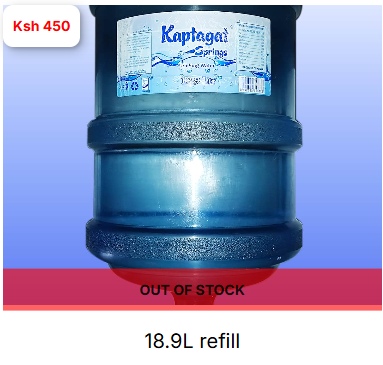 Ksh 450
Kaptagat
Springs
OUT OF STOCK
18.9L refill